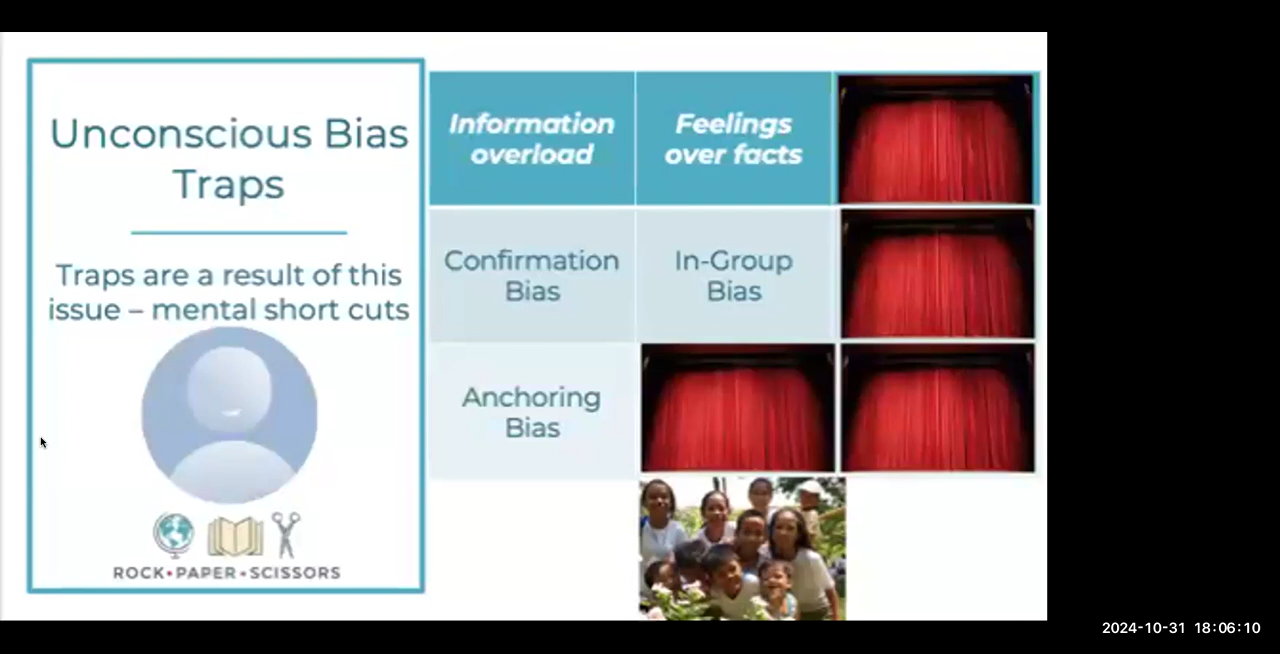 Unconscious Bias
Traps
Traps are a result of this
issue – mental short cuts
ROCK•PAPER•SCISSORS
Information
overload
Feelings
over facts
Confirmation
Bias
In-Group
Bias
Anchoring
Bias
2024-10-31 18:06:10